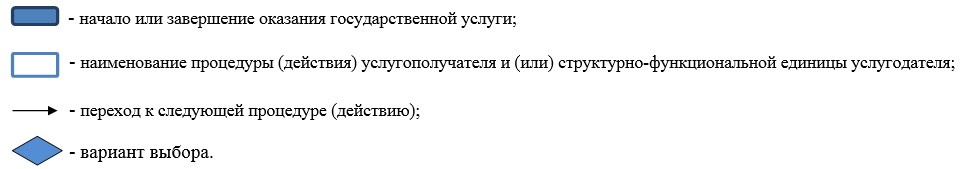 - начало или завершение оказания государственной услуги;
- наименование процедуры (действия) услугополучателя и (или) структурно-функциональной единицы услугодателя;
- переход к следующей процедуре (действию);
- вариант выбора.